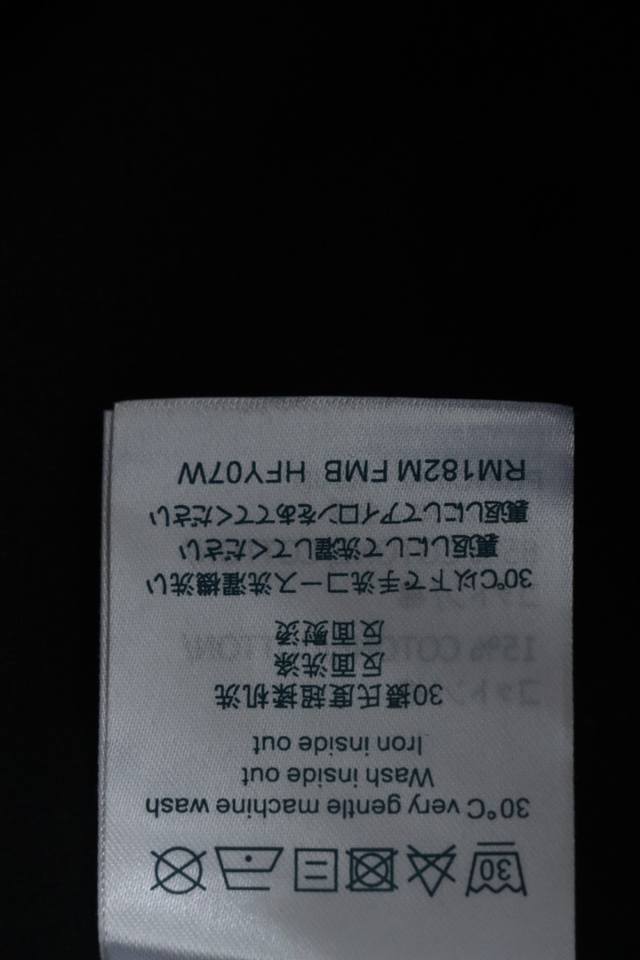 30
30°C very gentle machine wash
Wash inside out
Iron inside out
30摄氏度超揉机洗
反面洗涤
反面熨烫
30℃以下で手洗コース洗濯機洗い
裏返しにして洗濯してください
裏返しにしてアイロンをあててください
RM182M FMB HFY07W